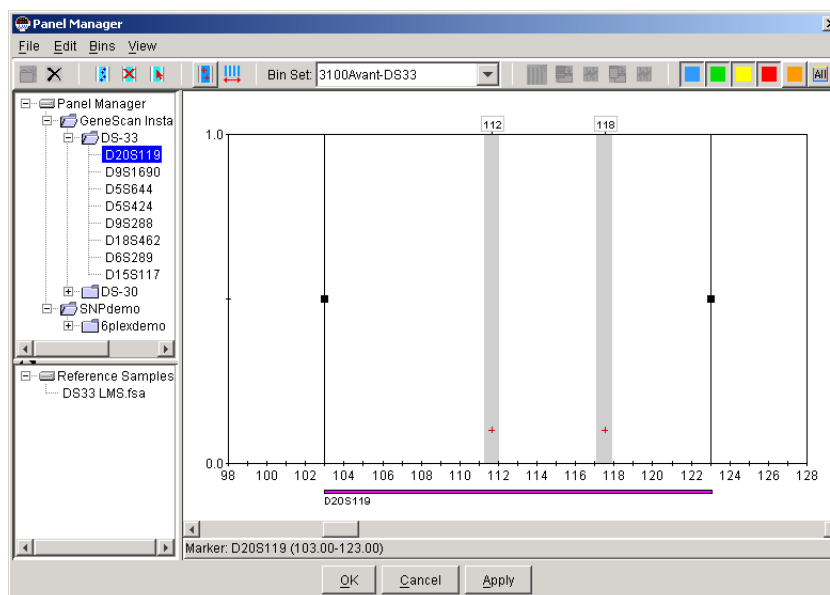 Panel Manager
File Edit Bins View
Bin Set: 3100Avant-DS33
All
Panel Manager
GeneScan Insta
DS-33
D20S119
D9S1690
D5S644
D5S424
D9S288
D18S462
D6S289
D15S117
DS-30
SNPdemo
6plexdemo
Reference Samples
DS33 LMS.fsa
112 118
1.0
0.0
98 100 102 104 106 108 110 112 114 116 118 120 122 124 126 128
D20S119
Marker: D20S119 (103.00-123.00)
OK Cancel Apply